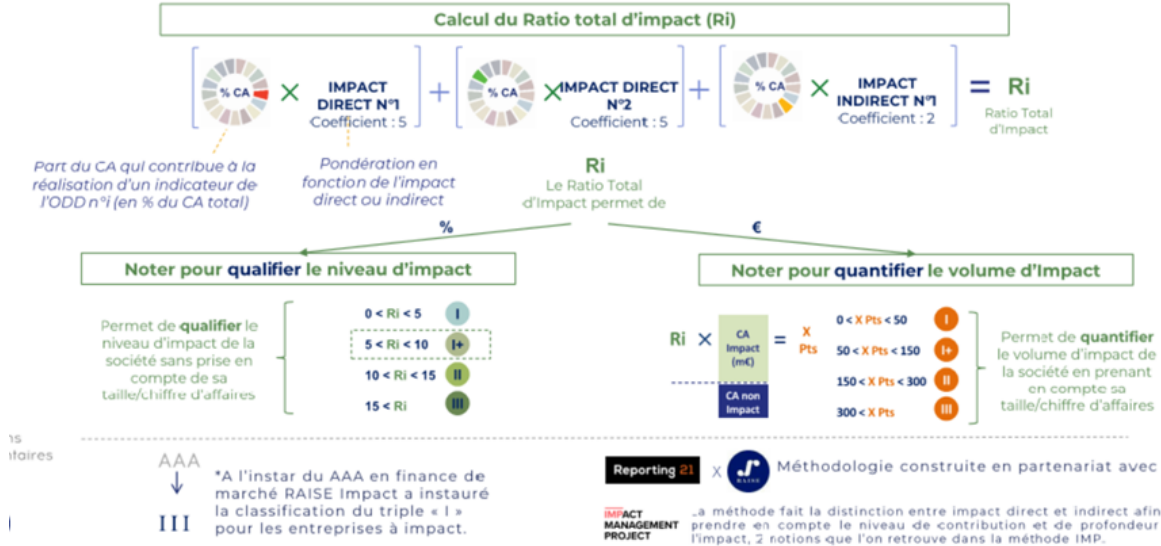 Calcul du Ratio total d'impact (Ri)
% CA
×
IMPACT
DIRECT N°1
Coefficient : 5
+
% CA
×
IMPACT DIRECT
N°2
Coefficient : 5
+
% CA
×
IMPACT
INDIRECT N°1
Coefficient : 2
= Ri
Ratio Total
d'Impact
Part du CA qui contribue à la
réalisation d'un indicateur de
l'ODD n°i (en % du CA total)
Pondération en
fonction de l'impact
direct ou indirect
Ri
Le Ratio Total
d'Impact permet de
%
€
Noter pour qualifier le niveau d'impact
Permet de qualifier le
niveau d'impact de la
société sans prise en
compte de sa
taille/chiffre d'affaires
0 < Ri < 5 I
5 < Ri < 10 I+
10 < Ri < 15 II
15 < Ri III
Noter pour quantifier le volume d'Impact
Ri ×
CA
Impact
(m€)
CA non
Impact
= X
Pts
0 < X Pts < 50 I
50 < X Pts < 150 I+
150 < X Pts < 300 II
300 < X Pts III
Permet de quantifier
le volume d'impact de
la société en prenant
en compte sa
taille/chiffre d'affaires
ns
ntaires
)
AAA
III
*A l'instar du AAA en finance de
marché RAISE Impact a instauré
la classification du triple « I »
pour les entreprises à impact.
Reporting 21 X RAISE Méthodologie construite en partenariat avec
IMPACT
MANAGEMENT
PROJECT
La méthode fait la distinction entre impact direct et indirect afin
prendre en compte le niveau de contribution et de profondeur
l'impact, 2 notions que l'on retrouve dans la méthode IMP.